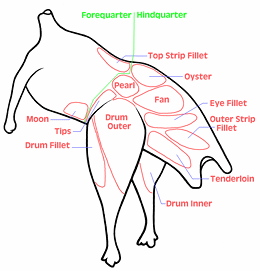 Forequarter Hindquarter
Top Strip Fillet
Oyster
Pearl
Fan
Eye Fillet
Moon
Drum
Outer
Outer Strip
Fillet
Tips
Drum Fillet
Tenderloin
Drum Inner